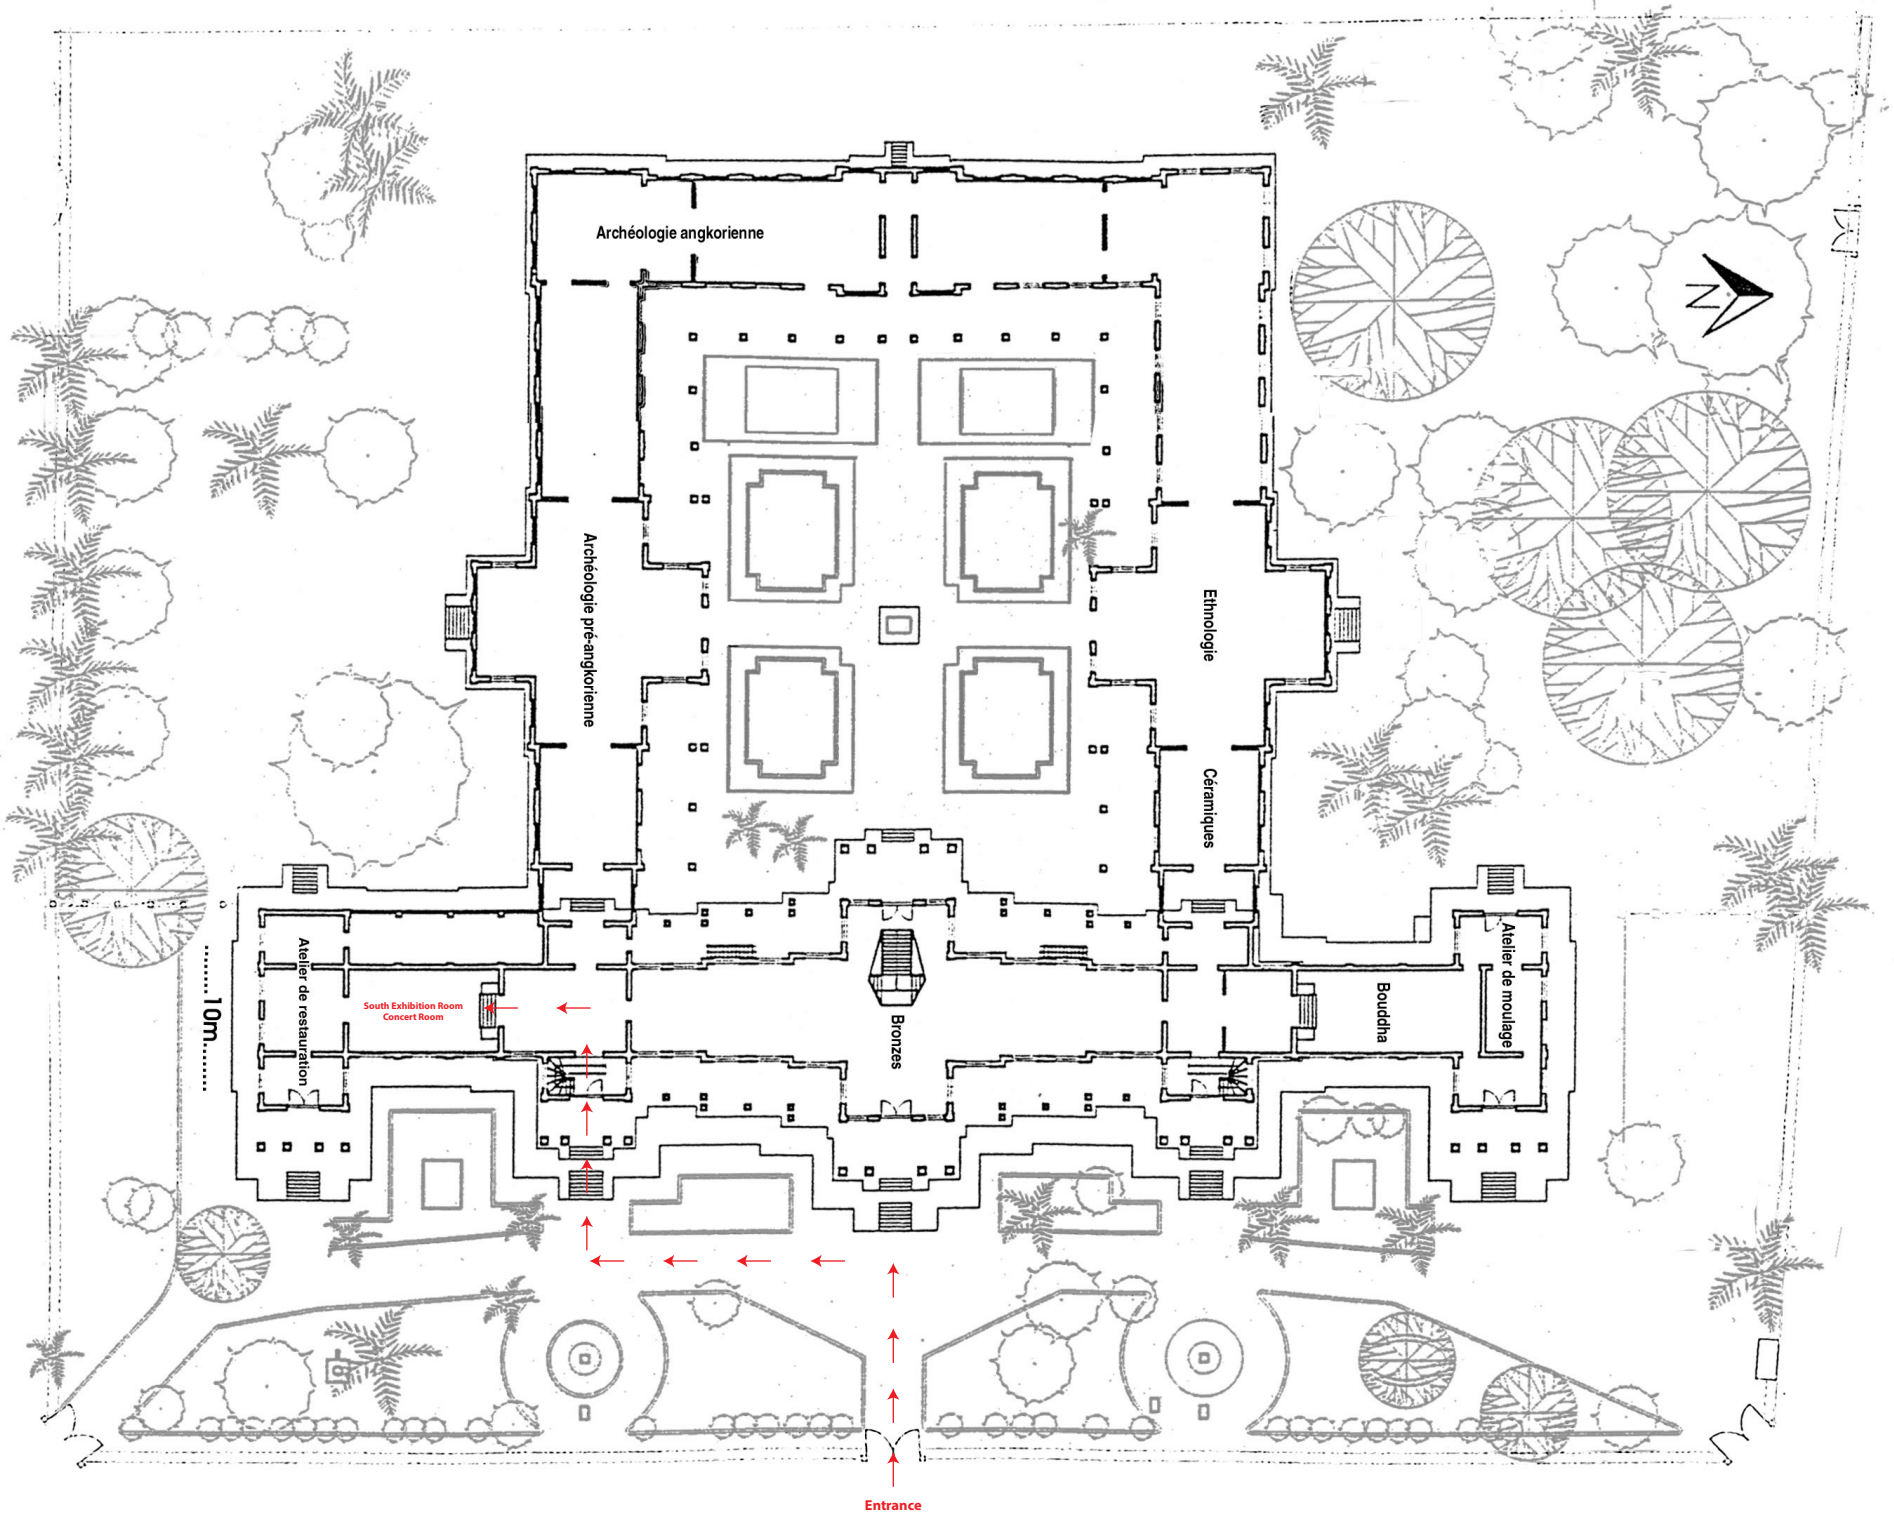 Archéologie angkorienne
N
Archéologie pré-angkorienne
Ethnologie
Céramiques
Atelier de restauration
South Exhibition Room
Concert Room
Bronzes
Bouddha
Atelier de moulage
........10m........
Entrance